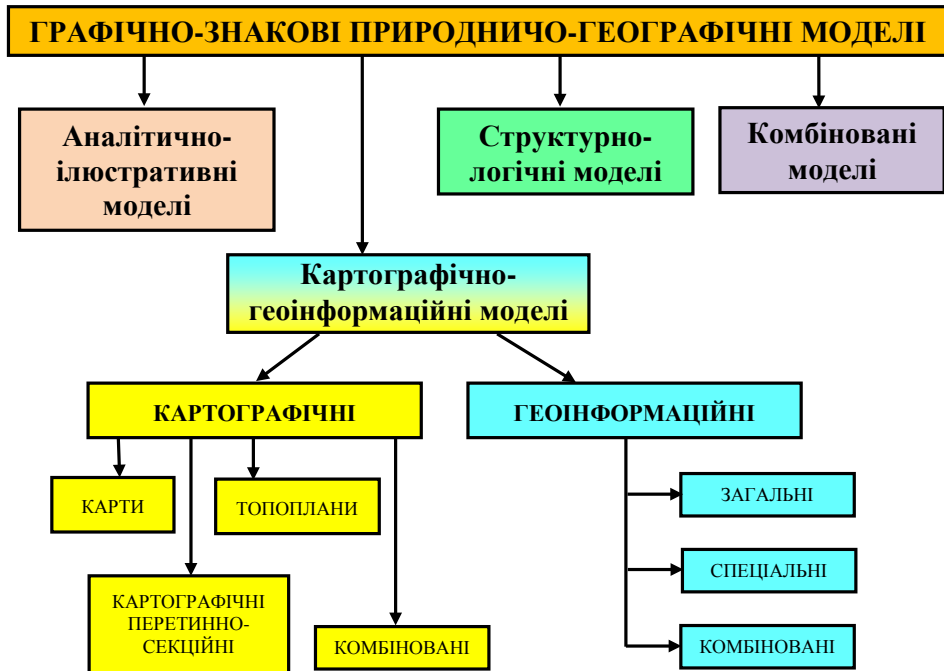 ГРАФІЧНО-ЗНАКОВІ ПРИРОДНИЧО-ГЕОГРАФІЧНІ МОДЕЛІ
Аналітично-
ілюстративні
моделі
Структурно-
логічні моделі
Комбіновані
моделі
Картографічно-
геоінформаційні моделі
КАРТОГРАФІЧНІ
ГЕОІНФОРМАЦІЙНІ
КАРТИ
ТОПОПЛАНИ
КАРТОГРАФІЧНІ
ПЕРЕТИННО-
СЕКЦІЙНІ
КОМБІНОВАНІ
ЗАГАЛЬНІ
СПЕЦІАЛЬНІ
КОМБІНОВАНІ